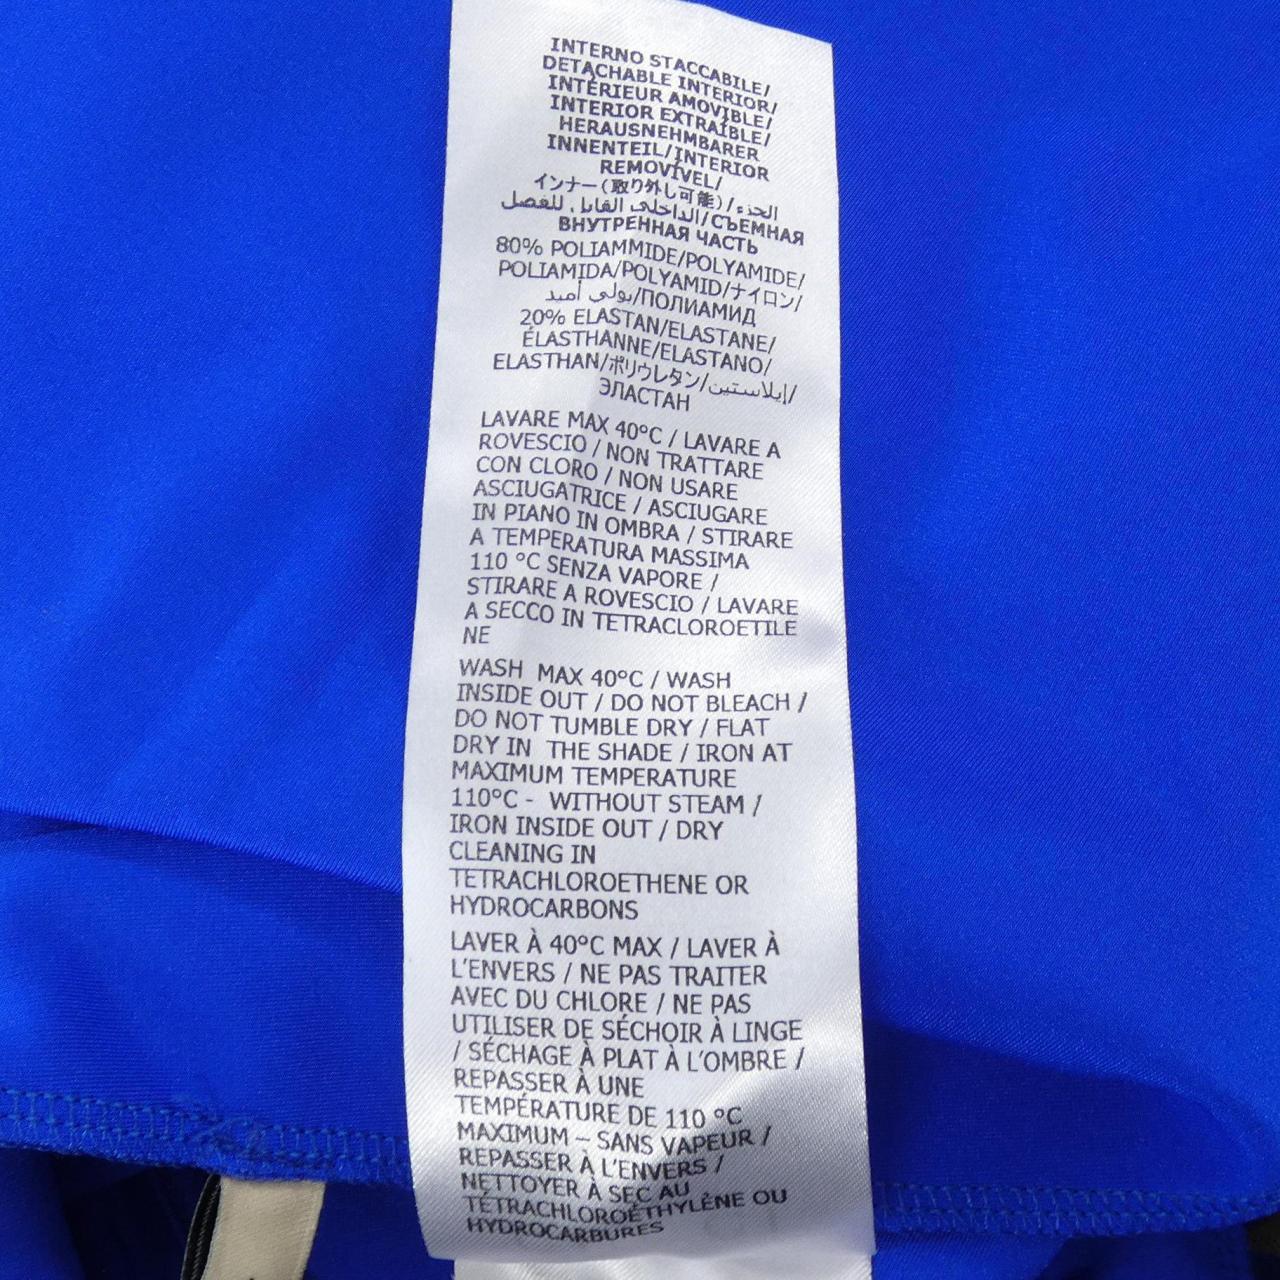 INTERNO STACCABILE/
DETACHABLE INTERIOR/
INTÉRIEUR AMOVIBLE/
INTERIOR EXTRAÍBLE/
HERAUSNEHMBARER
INNENTEIL/INTERIOR
REMOVÍVEL/
インナー(取り外し可能)/الجزء
الداخلي القابل للفصل/СЪЕМНАЯ
ВНУТРЕННАЯ ЧАСТЬ
80% POLIAMMIDE/POLYAMIDE/
POLIAMIDA/POLYAMID/ナイロン/
بولي أميد/ПОЛИАМИД
20% ELASTAN/ELASTANE/
ÉLASTHANNE/ELASTANO/
ELASTHAN/ポリウレタン/إيلاستين/
ЭЛАСТАН
LAVARE MAX 40°C / LAVARE A
ROVESCIO / NON TRATTARE
CON CLORO / NON USARE
ASCIUGATRICE / ASCIUGARE
IN PIANO IN OMBRA / STIRARE
A TEMPERATURA MASSIMA
110 °C SENZA VAPORE /
STIRARE A ROVESCIO / LAVARE
A SECCO IN TETRACLOROETILE
NE
WASH MAX 40°C / WASH
INSIDE OUT / DO NOT BLEACH /
DO NOT TUMBLE DRY / FLAT
DRY IN THE SHADE / IRON AT
MAXIMUM TEMPERATURE
110°C - WITHOUT STEAM /
IRON INSIDE OUT / DRY
CLEANING IN
TETRACHLOROETHENE OR
HYDROCARBONS
LAVER À 40°C MAX / LAVER À
L'ENVERS / NE PAS TRAITER
AVEC DU CHLORE / NE PAS
UTILISER DE SÉCHOIR À LINGE
/ SÉCHAGE À PLAT À L'OMBRE /
REPASSER À UNE
TEMPÉRATURE DE 110 °C
MAXIMUM – SANS VAPEUR /
REPASSER À L'ENVERS /
NETTOYER À SEC AU
TÉTRACHLOROÉTHYLÈNE OU
HYDROCARBURES